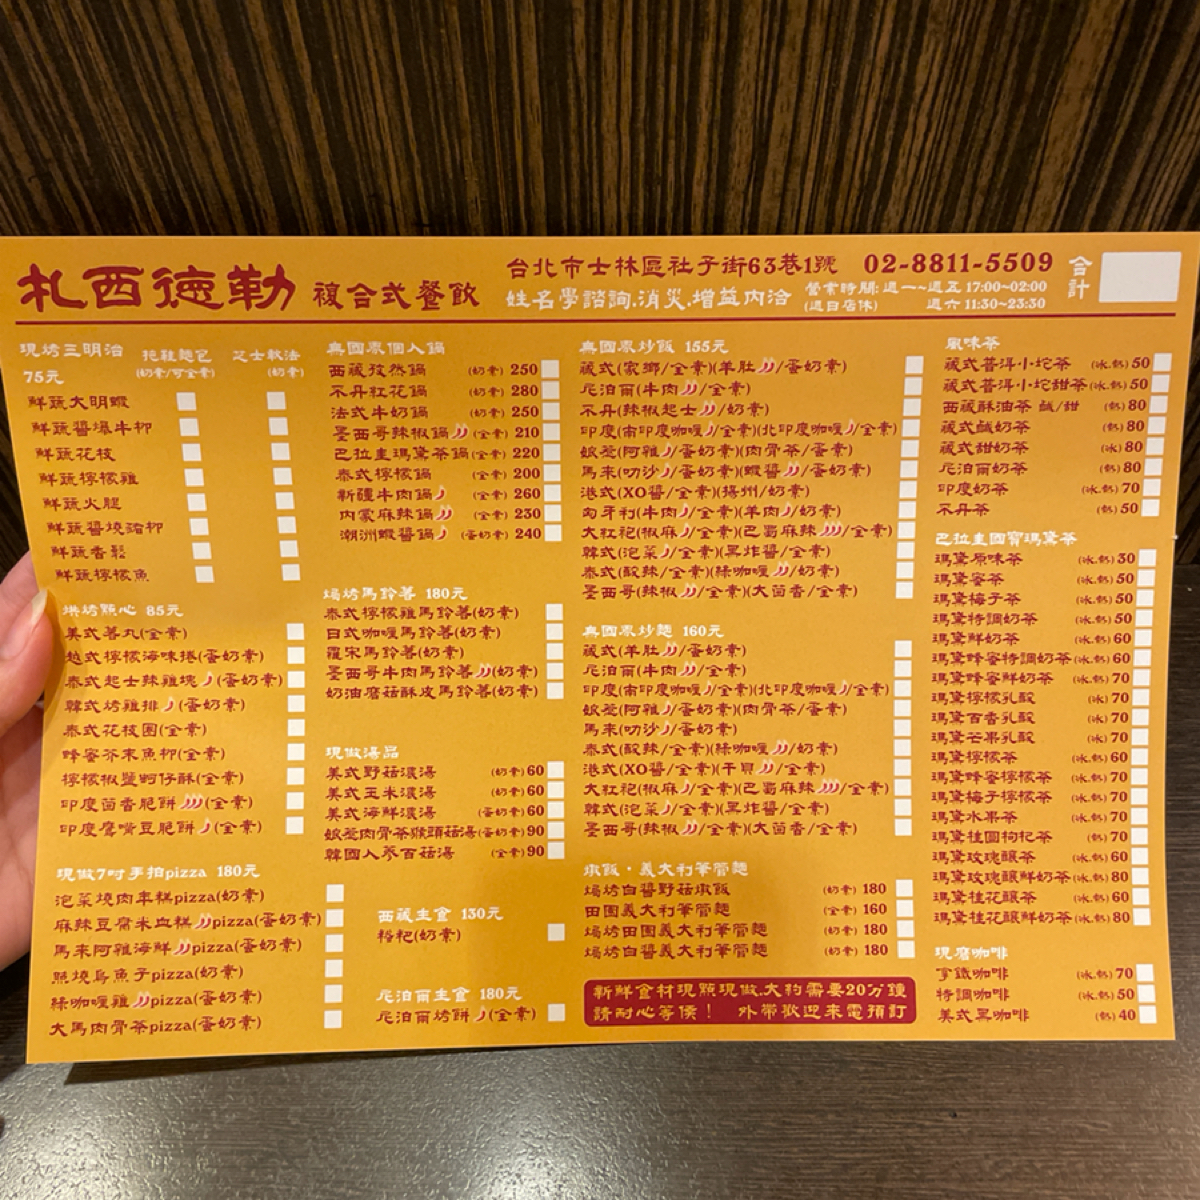 札西德勒 複合式餐飲
台北市士林區社子街63巷1號 02-8811-5509
姓名學諮詢.消災.增益內洽
營業時間:週一~週五 17:00~02:00
(週日店休) 週六 11:30~23:30
合計
現烤三明治
75元
拖鞋麵包
(奶素/可全素)
芝士軟法
(奶素)
鮮蔬大明蝦
鮮蔬醬爆牛柳
鮮蔬花枝
鮮蔬檸檬雞
鮮蔬火腿
鮮蔬醬燒豬柳
鮮蔬香鬆
鮮蔬檸檬魚
烘烤點心 85元
美式薯丸(全素)
越式檸檬海味捲(蛋奶素)
泰式起士辣雞塊(蛋奶素)
韓式烤雞排(蛋奶素)
泰式花枝圈(全素)
蜂蜜芥末魚柳(全素)
檸檬椒鹽蚵仔酥(全素)
印度茴香脆餅(全素)
印度鷹嘴豆脆餅(全素)
現做7吋手拍pizza 180元
泡菜燒肉年糕pizza(奶素)
麻辣豆腐米血糕pizza(蛋奶素)
馬來阿雜海鮮pizza(蛋奶素)
照燒烏魚子pizza(奶素)
綠咖喱雞pizza(蛋奶素)
大馬肉骨茶pizza(蛋奶素)
異國素個人鍋
西藏孜然鍋 (奶素) 250
不丹紅花鍋 (奶素) 280
法式牛奶鍋 (奶素) 250
墨西哥辣椒鍋 (全素) 210
巴拉圭瑪黛茶鍋 (全素) 220
泰式檸檬鍋 (全素) 200
新疆牛肉鍋 (全素) 260
內蒙麻辣鍋 (全素) 230
潮洲蝦醬鍋 (蛋奶素) 240
焗烤馬鈴薯 180元
泰式檸檬雞馬鈴薯(奶素)
日式咖喱馬鈴薯(奶素)
羅宋馬鈴薯(奶素)
墨西哥牛肉馬鈴薯(奶素)
奶油磨菇酥皮馬鈴薯(奶素)
現做湯品
美式野菇濃湯 (奶素) 60
美式玉米濃湯 (奶素) 60
美式海鮮濃湯 (蛋奶素) 60
娘惹肉骨茶猴頭菇湯(蛋奶素) 90
韓國人蔘百菇湯 (全素) 90
西藏主食 130元
糌粑(奶素)
尼泊爾主食 180元
尼泊爾烤餅(全素)
異國素炒飯 155元
藏式(家鄉/全素)(羊肚/蛋奶素)
尼泊爾(牛肉/全素)
不丹(辣椒起士/奶素)
印度(南印度咖喱/全素)(北印度咖喱/全素)
娘惹(阿雜/蛋奶素)(肉骨茶/蛋素)
馬來(叻沙/蛋奶素)(蝦醬/蛋奶素)
港式(XO醬/全素)(揚州/奶素)
匈牙利(牛肉/全素)(羊肉/奶素)
大紅袍(椒麻/全素)(巴蜀麻辣/全素)
韓式(泡菜/全素)(黑炸醬/全素)
泰式(酸辣/全素)(綠咖喱/奶素)
墨西哥(辣椒/全素)(大茴香/全素)
異國素炒麵 160元
藏式(羊肚/蛋奶素)
尼泊爾(牛肉/全素)
印度(南印度咖喱/全素)(北印度咖喱/全素)
娘惹(阿雜/蛋奶素)(肉骨茶/蛋素)
馬來(叻沙/蛋奶素)
泰式(酸辣/全素)(綠咖喱/奶素)
港式(XO醬/全素)(干貝/全素)
大紅袍(椒麻/全素)(巴蜀麻辣/全素)
韓式(泡菜/全素)(黑炸醬/全素)
墨西哥(辣椒/全素)(大茴香/全素)
燉飯·義大利筆管麵
焗烤白醬野菇燉飯 (奶素) 180
田園義大利筆管麵 (全素) 160
焗烤田園義大利筆管麵 (奶素) 180
焗烤白醬義大利筆管麵 (奶素) 180
新鮮食材現點現做.大約需要20分鐘
請耐心等候! 外帶歡迎來電預訂
風味茶
藏式普洱小坨茶 (冰.熱) 50
藏式普洱小坨甜茶(冰.熱) 50
西藏酥油茶 鹹/甜 (熱) 80
藏式鹹奶茶 (熱) 80
藏式甜奶茶 (冰) 80
尼泊爾奶茶 (熱) 80
印度奶茶 (冰.熱) 70
不丹茶 (熱) 50
巴拉圭國寶瑪黛茶
瑪黛原味茶 (冰.熱) 30
瑪黛蜜茶 (冰.熱) 50
瑪黛梅子茶 (冰.熱) 50
瑪黛特調奶茶 (冰.熱) 50
瑪黛鮮奶茶 (冰.熱) 60
瑪黛蜂蜜特調奶茶(冰.熱) 60
瑪黛蜂蜜鮮奶茶 (冰.熱) 70
瑪黛檸檬乳酸 (冰) 70
瑪黛百香乳酸 (冰) 70
瑪黛芒果乳酸 (冰) 70
瑪黛檸檬茶 (冰.熱) 60
瑪黛蜂蜜檸檬茶 (冰.熱) 70
瑪黛梅子檸檬茶 (冰.熱) 70
瑪黛水果茶 (冰.熱) 70
瑪黛桂圓枸杞茶 (熱) 70
瑪黛玫瑰釀茶 (冰.熱) 60
瑪黛玫瑰釀鮮奶茶(冰.熱) 80
瑪黛桂花釀茶 (冰.熱) 60
瑪黛桂花釀鮮奶茶(冰.熱) 80
現磨咖啡
拿鐵咖啡 (冰.熱) 70
特調咖啡 (冰.熱) 50
美式黑咖啡 (熱) 40